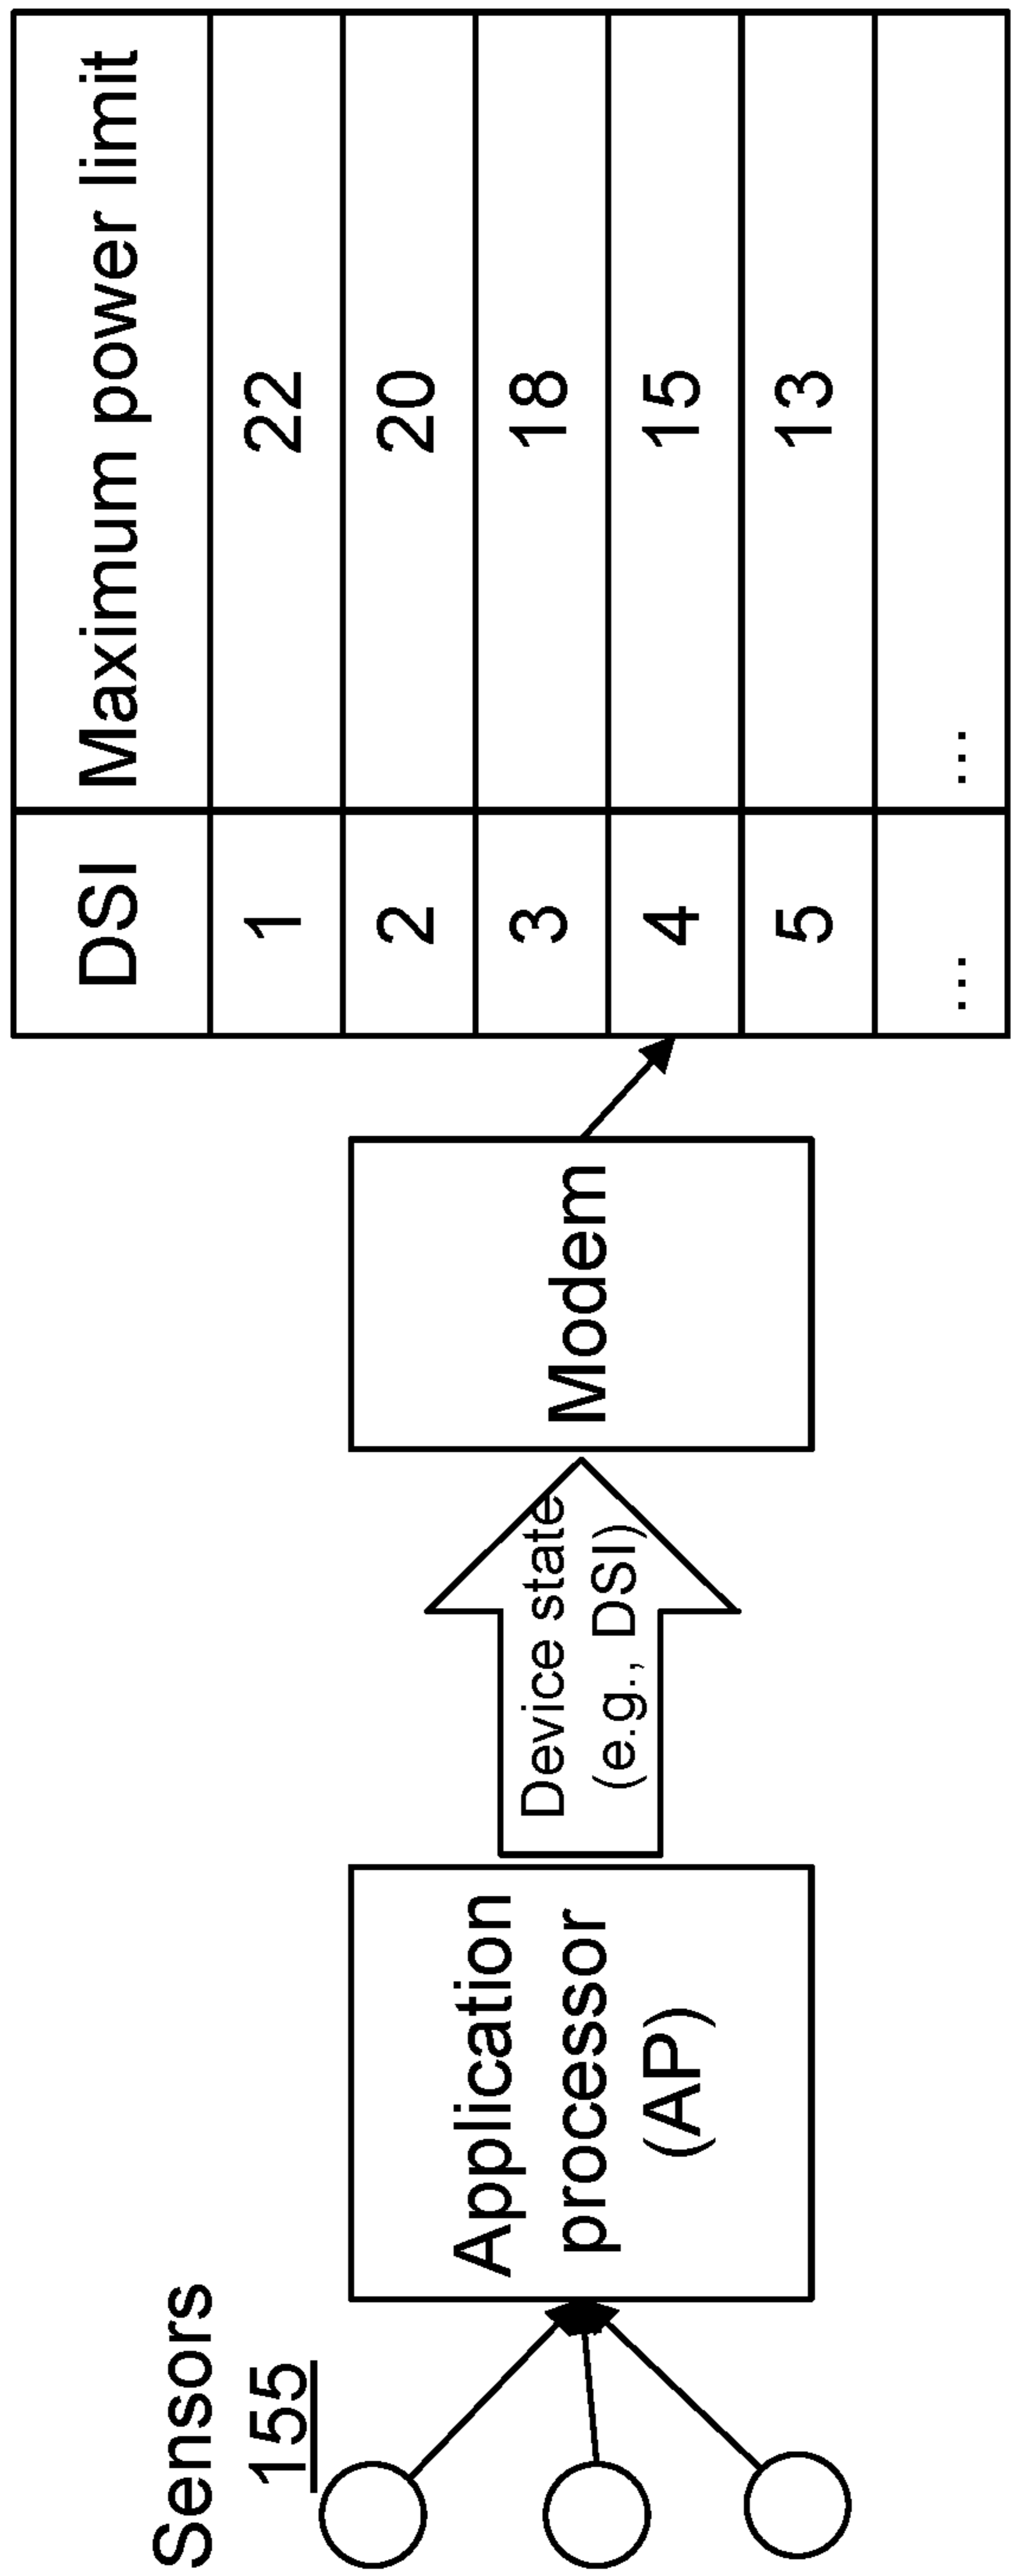 Sensors
155
Application
processor
(AP)
Device state
(e.g., DSI)
Modem
DSI Maximum power limit
1 22
2 20
3 18
4 15
5 13
... ...